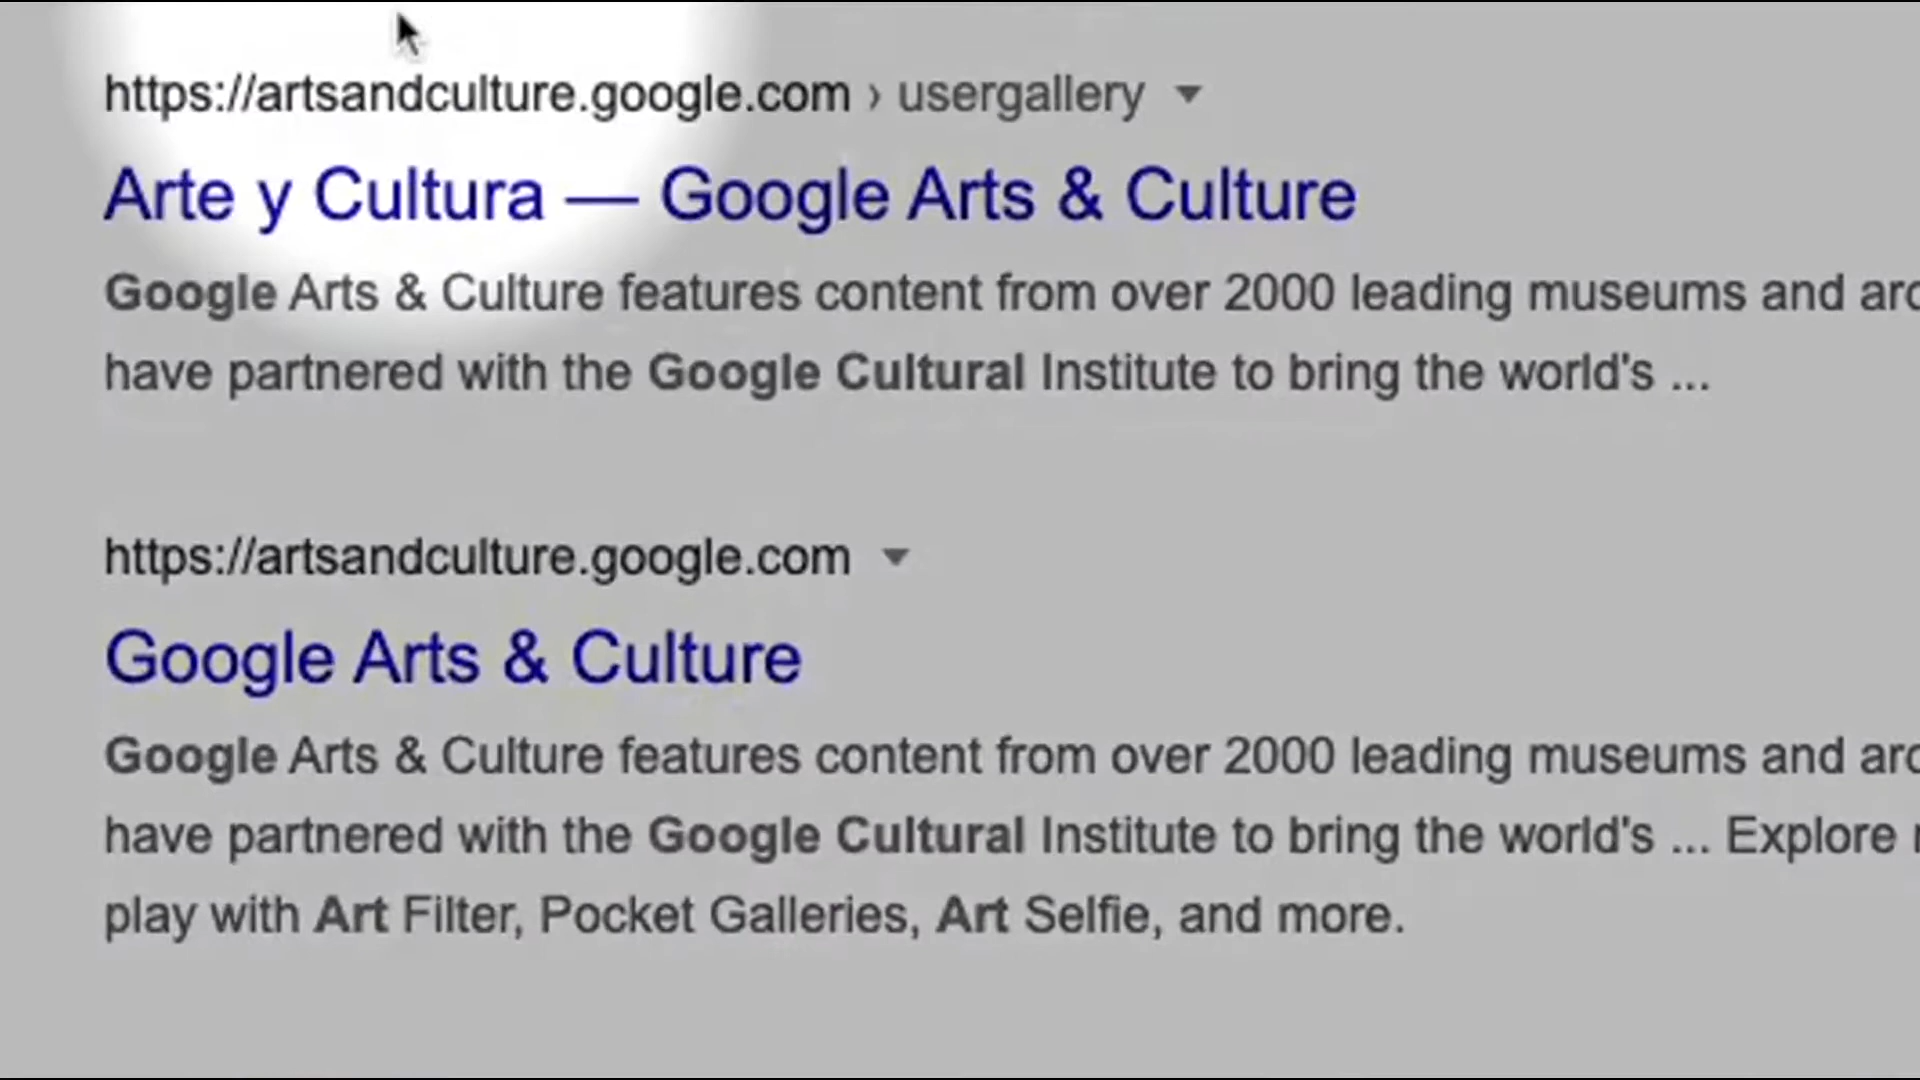 https://artsandculture.google.com › usergallery
Arte y Cultura — Google Arts & Culture
Google Arts & Culture features content from over 2000 leading museums and
have partnered with the Google Cultural Institute to bring the world's ...
https://artsandculture.google.com
Google Arts & Culture
Google Arts & Culture features content from over 2000 leading museums and
have partnered with the Google Cultural Institute to bring the world's ... Explore
play with Art Filter, Pocket Galleries, Art Selfie, and more.